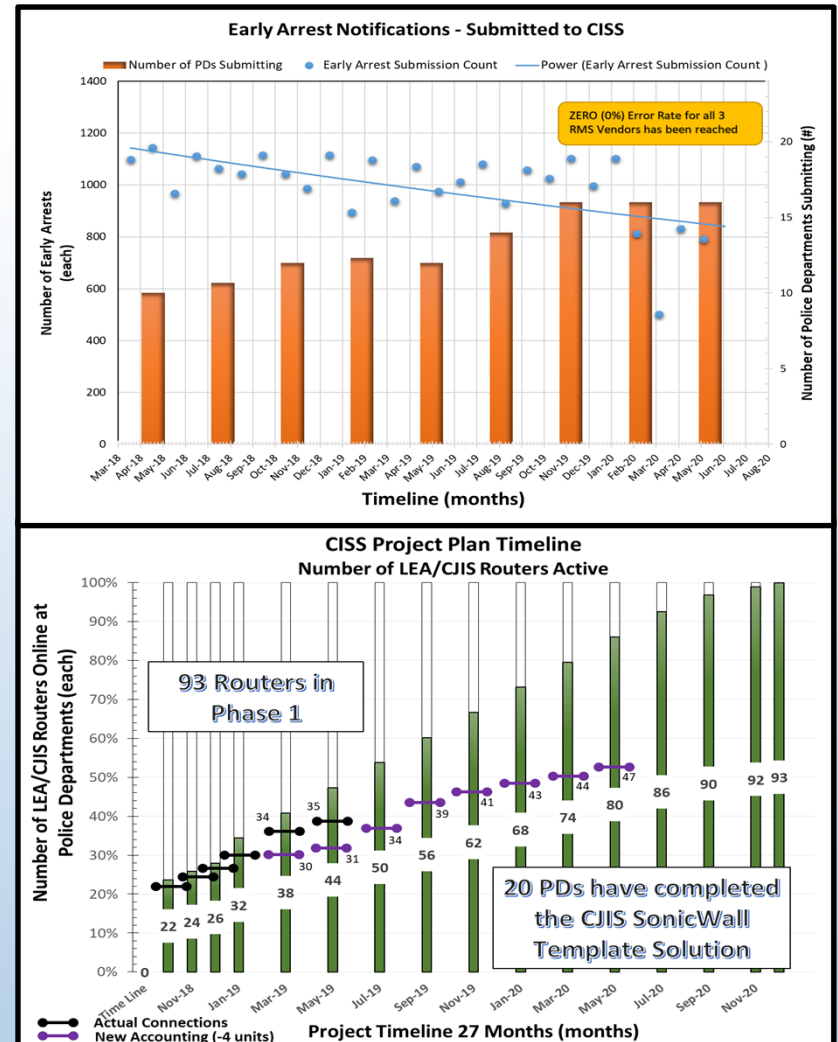 Early Arrest Notifications - Submitted to CISS
Number of PDs Submitting
Early Arrest Submission Count
Power (Early Arrest Submission Count )
ZERO (0%) Error Rate for all 3
RMS Vendors has been reached
Number of Early Arrests
(each)
1400
1200
1000
800
600
400
200
0
20
15
10
5
0
Number of Police Departments Submitting (#)
Mar-18
Apr-18
May-18
Jun-18
Jul-18
Aug-18
Sep-18
Oct-18
Nov-18
Dec-18
Jan-19
Feb-19
Mar-19
Apr-19
May-19
Jun-19
Jul-19
Aug-19
Sep-19
Oct-19
Nov-19
Dec-19
Jan-20
Feb-20
Mar-20
Apr-20
May-20
Jun-20
Jul-20
Aug-20
Timeline (months)
CISS Project Plan Timeline
Number of LEA/CJIS Routers Active
Number of LEA/CJIS Routers Online at
Police Departments (each)
100%
90%
80%
70%
60%
50%
40%
30%
20%
10%
0%
93 Routers in
Phase 1
34
35
30
31
34
39
41
43
44
47
0
22
24
26
32
38
44
50
56
62
68
74
80
86
90
92
93
20 PDs have completed
the CJIS SonicWall
Template Solution
Time Line
Nov-18
Jan-19
Mar-19
May-19
Jul-19
Sep-19
Nov-19
Jan-20
Mar-20
May-20
Jul-20
Sep-20
Nov-20
Actual Connections
New Accounting (-4 units)
Project Timeline 27 Months (months)